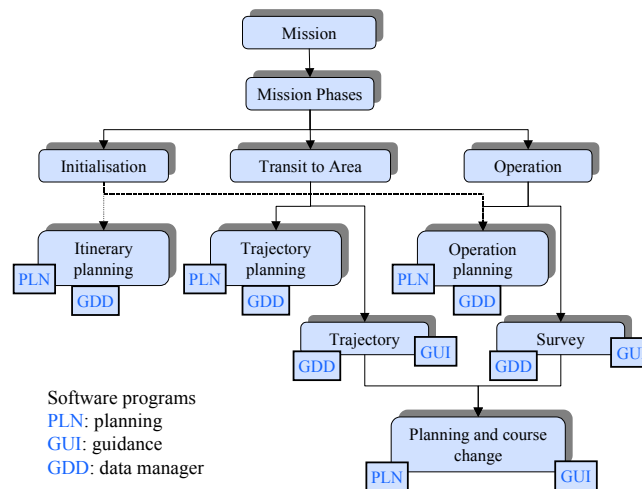 Mission
Mission Phases
Initialisation
Transit to Area
Operation
Itinerary
planning
PLN
GDD
Trajectory
planning
PLN
GDD
Operation
planning
PLN
GDD
Trajectory
GDD
GUI
Survey
GDD
GUI
Planning and course
change
PLN
GUI
Software programs
PLN: planning
GUI: guidance
GDD: data manager